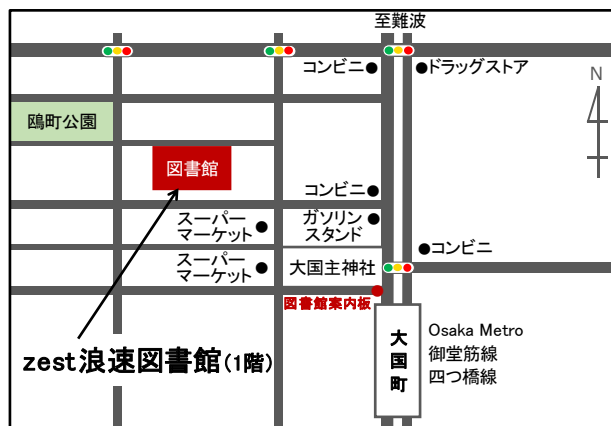 至難波
コンビニ
ドラッグストア
N
鴎町公園
図書館
コンビニ
スーパー
マーケット
ガソリン
スタンド
コンビニ
スーパー
マーケット
大国主神社
図書館案内板
zest浪速図書館(1階)
大国町
Osaka Metro
御堂筋線
四つ橋線